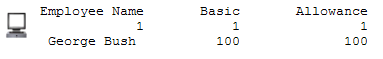 Employee Name Basic Allowance
1 1 1
George Bush 100 100